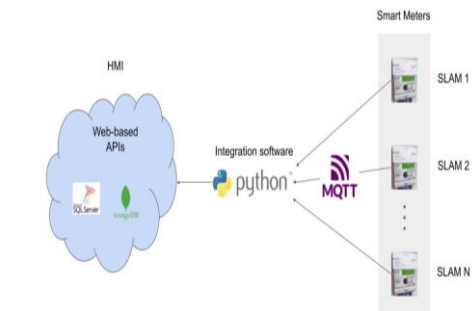 Smart Meters
HMI
SLAM 1
Web-based
APIs
Integration software
python
MQTT
SLAM 2
SQL Server
mongoDB
SLAM N